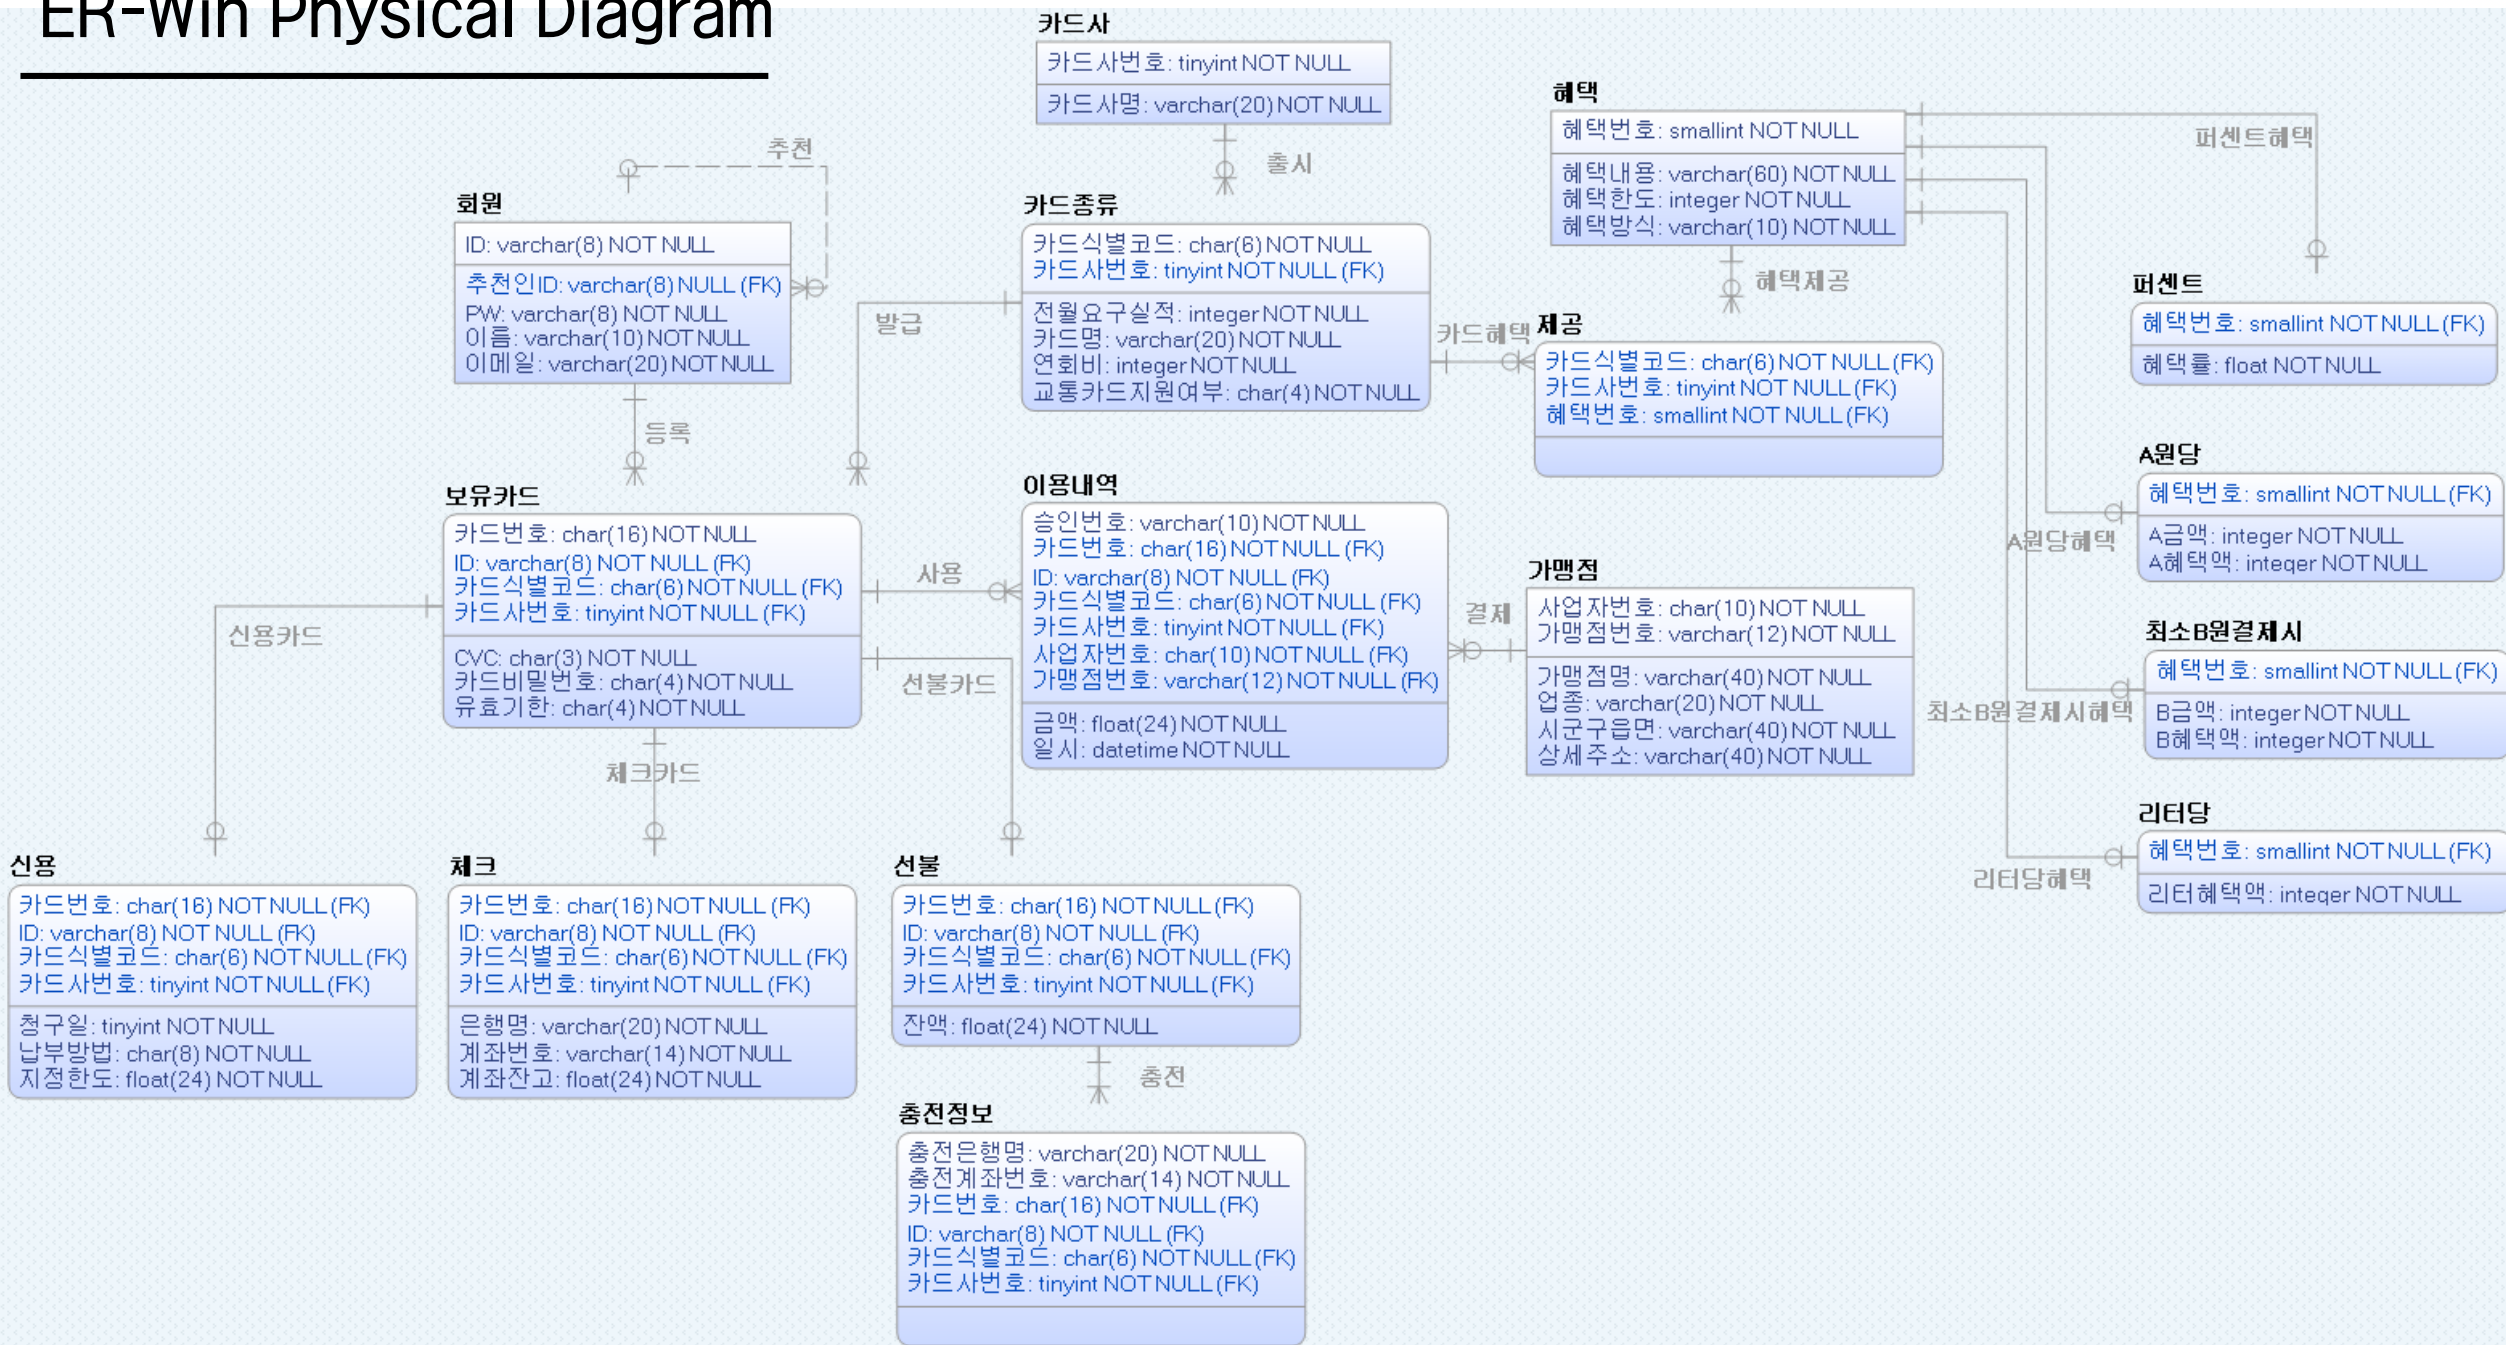 ER-Win Physical Diagram
카드사
카드사번호: tinyint NOT NULL
카드사명: varchar(20) NOT NULL
출시
추천
회원
ID: varchar(8) NOT NULL
추천인ID: varchar(8) NULL (FK)
PW: varchar(8) NOT NULL
이름: varchar(10) NOT NULL
이메일: varchar(20) NOT NULL
등록
발급
카드종류
카드식별코드: char(6) NOT NULL
카드사번호: tinyint NOT NULL (FK)
전월요구실적: integer NOT NULL
카드명: varchar(20) NOT NULL
연회비: integer NOT NULL
교통카드지원여부: char(4) NOT NULL
카드혜택
혜택
혜택번호: smallint NOT NULL
혜택내용: varchar(60) NOT NULL
혜택한도: integer NOT NULL
혜택방식: varchar(10) NOT NULL
혜택제공
퍼센트혜택
제공
카드식별코드: char(6) NOT NULL (FK)
카드사번호: tinyint NOT NULL (FK)
혜택번호: smallint NOT NULL (FK)
퍼센트
혜택번호: smallint NOT NULL (FK)
혜택률: float NOT NULL
A원당
혜택번호: smallint NOT NULL (FK)
A금액: integer NOT NULL
A혜택액: integer NOT NULL
A원당혜택
최소B원결제시
혜택번호: smallint NOT NULL (FK)
B금액: integer NOT NULL
B혜택액: integer NOT NULL
최소B원결제시혜택
리터당
혜택번호: smallint NOT NULL (FK)
리터혜택액: integer NOT NULL
리터당혜택
보유카드
카드번호: char(16) NOT NULL
ID: varchar(8) NOT NULL (FK)
카드식별코드: char(6) NOT NULL (FK)
카드사번호: tinyint NOT NULL (FK)
CVC: char(3) NOT NULL
카드비밀번호: char(4) NOT NULL
유효기한: char(4) NOT NULL
사용
신용카드
체크카드
선불카드
이용내역
승인번호: varchar(10) NOT NULL
카드번호: char(16) NOT NULL (FK)
ID: varchar(8) NOT NULL (FK)
카드식별코드: char(6) NOT NULL (FK)
카드사번호: tinyint NOT NULL (FK)
사업자번호: char(10) NOT NULL (FK)
가맹점번호: varchar(12) NOT NULL (FK)
금액: float(24) NOT NULL
일시: datetime NOT NULL
결제
가맹점
사업자번호: char(10) NOT NULL
가맹점번호: varchar(12) NOT NULL
가맹점명: varchar(40) NOT NULL
업종: varchar(20) NOT NULL
시군구읍면: varchar(40) NOT NULL
상세주소: varchar(40) NOT NULL
신용
카드번호: char(16) NOT NULL (FK)
ID: varchar(8) NOT NULL (FK)
카드식별코드: char(6) NOT NULL (FK)
카드사번호: tinyint NOT NULL (FK)
청구일: tinyint NOT NULL
납부방법: char(8) NOT NULL
지정한도: float(24) NOT NULL
체크
카드번호: char(16) NOT NULL (FK)
ID: varchar(8) NOT NULL (FK)
카드식별코드: char(6) NOT NULL (FK)
카드사번호: tinyint NOT NULL (FK)
은행명: varchar(20) NOT NULL
계좌번호: varchar(14) NOT NULL
계좌잔고: float(24) NOT NULL
선불
카드번호: char(16) NOT NULL (FK)
ID: varchar(8) NOT NULL (FK)
카드식별코드: char(6) NOT NULL (FK)
카드사번호: tinyint NOT NULL (FK)
잔액: float(24) NOT NULL
충전
충전정보
충전은행명: varchar(20) NOT NULL
충전계좌번호: varchar(14) NOT NULL
카드번호: char(16) NOT NULL (FK)
ID: varchar(8) NOT NULL (FK)
카드식별코드: char(6) NOT NULL (FK)
카드사번호: tinyint NOT NULL (FK)